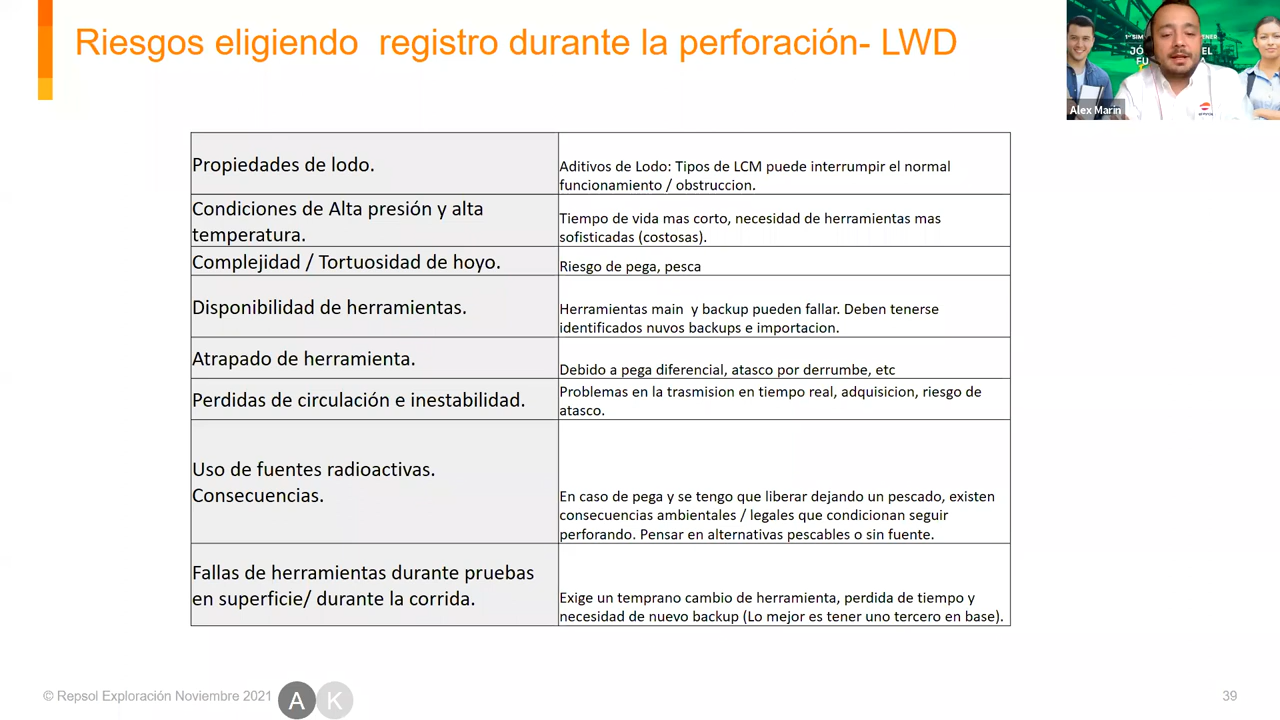 Riesgos eligiendo registro durante la perforación- LWD
Alex Marín
Propiedades de lodo.
Aditivos de Lodo: Tipos de LCM puede interrumpir el normal
funcionamiento / obstruccion.
Condiciones de Alta presión y alta
temperatura.
Tiempo de vida mas corto, necesidad de herramientas mas
sofisticadas (costosas).
Complejidad / Tortuosidad de hoyo.
Riesgo de pega, pesca
Disponibilidad de herramientas.
Herramientas main y backup pueden fallar. Deben tenerse
identificados nuvos backups e importacion.
Atrapado de herramienta.
Debido a pega diferencial, atasco por derrumbe, etc
Perdidas de circulación e inestabilidad.
Problemas en la trasmision en tiempo real, adquisicion, riesgo de
atasco.
Uso de fuentes radioactivas.
Consecuencias.
En caso de pega y se tengo que liberar dejando un pescado, existen
consecuencias ambientales / legales que condicionan seguir
perforando. Pensar en alternativas pescables o sin fuente.
Fallas de herramientas durante pruebas
en superficie/ durante la corrida.
Exige un temprano cambio de herramienta, perdida de tiempo y
necesidad de nuevo backup (Lo mejor es tener uno tercero en base).
© Repsol Exploración Noviembre 2021
A K
39